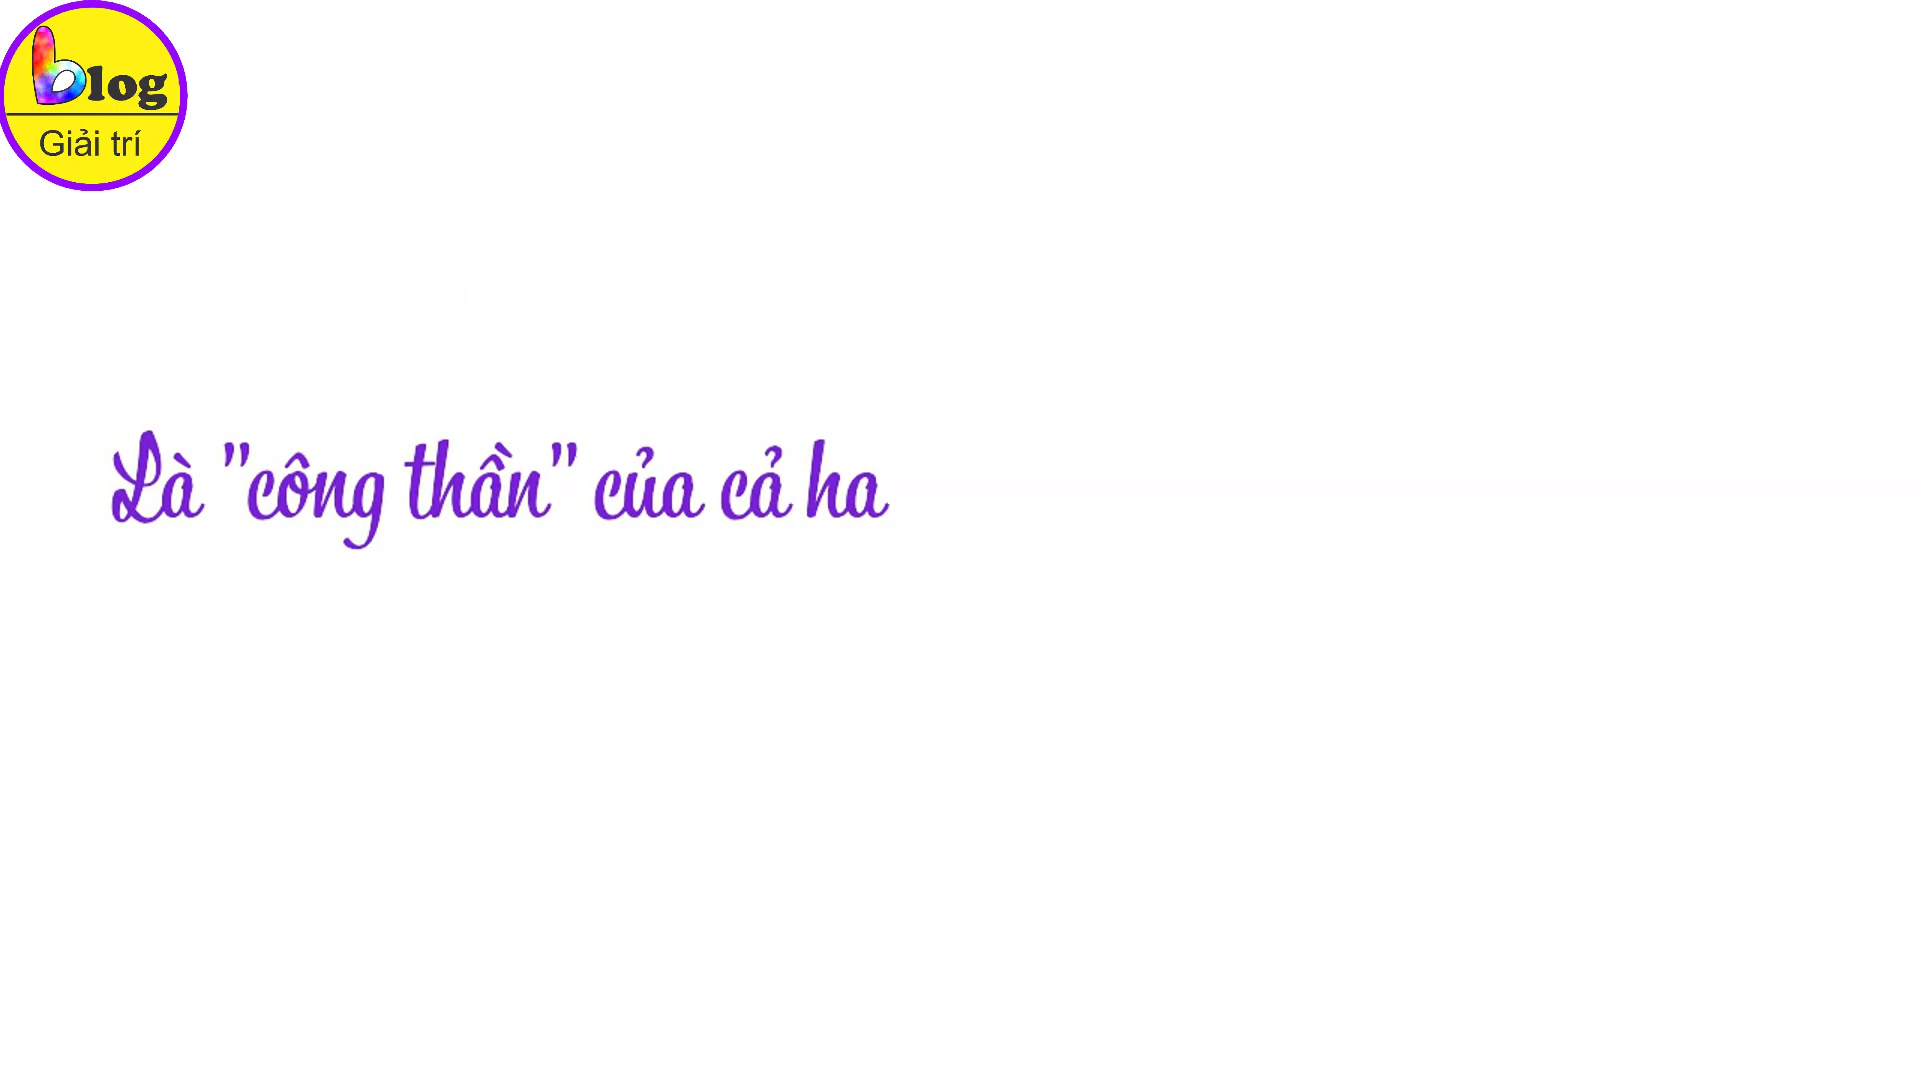 blog
Giải trí
Là "công thần" của cả ha